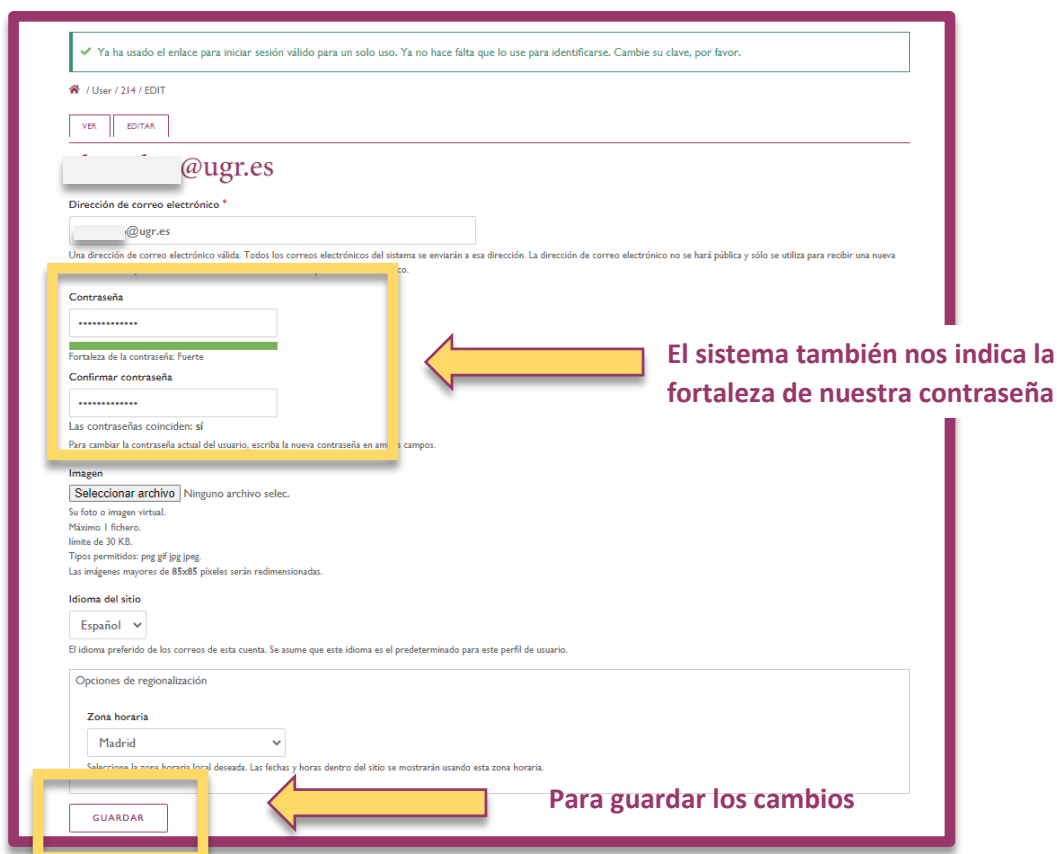 Ya ha usado el enlace para iniciar sesión válido para un solo uso. Ya no hace falta que lo use para identificarse. Cambie su clave, por favor.
/ User / 214 / EDIT
VER EDITAR
@ugr.es
Dirección de correo electrónico *
@ugr.es
Una dirección de correo electrónico válida. Todos los correos electrónicos del sistema se enviarán a esa dirección. La dirección de correo electrónico no se hará pública y sólo se utiliza para recibir una nueva
Contraseña
•••••••••••••
Fortaleza de la contraseña: Fuerte
Confirmar contraseña
•••••••••••••
Las contraseñas coinciden: sí
Para cambiar la contraseña actual del usuario, escriba la nueva contraseña en ambos campos.
El sistema también nos indica la
fortaleza de nuestra contraseña
Imagen
Seleccionar archivo Ninguno archivo selec.
Su foto o imagen virtual.
Máximo 1 fichero.
límite de 30 KB.
Tipos permitidos: png gif jpg jpeg.
Las imágenes mayores de 85x85 píxeles serán redimensionadas.
Idioma del sitio
Español
El idioma preferido de los correos de esta cuenta. Se asume que este idioma es el predeterminado para este perfil de usuario.
Opciones de regionalización
Zona horaria
Madrid
Seleccione la zona horaria local deseada. Las fechas y horas dentro del sitio se mostrarán usando esta zona horaria.
Para guardar los cambios
GUARDAR